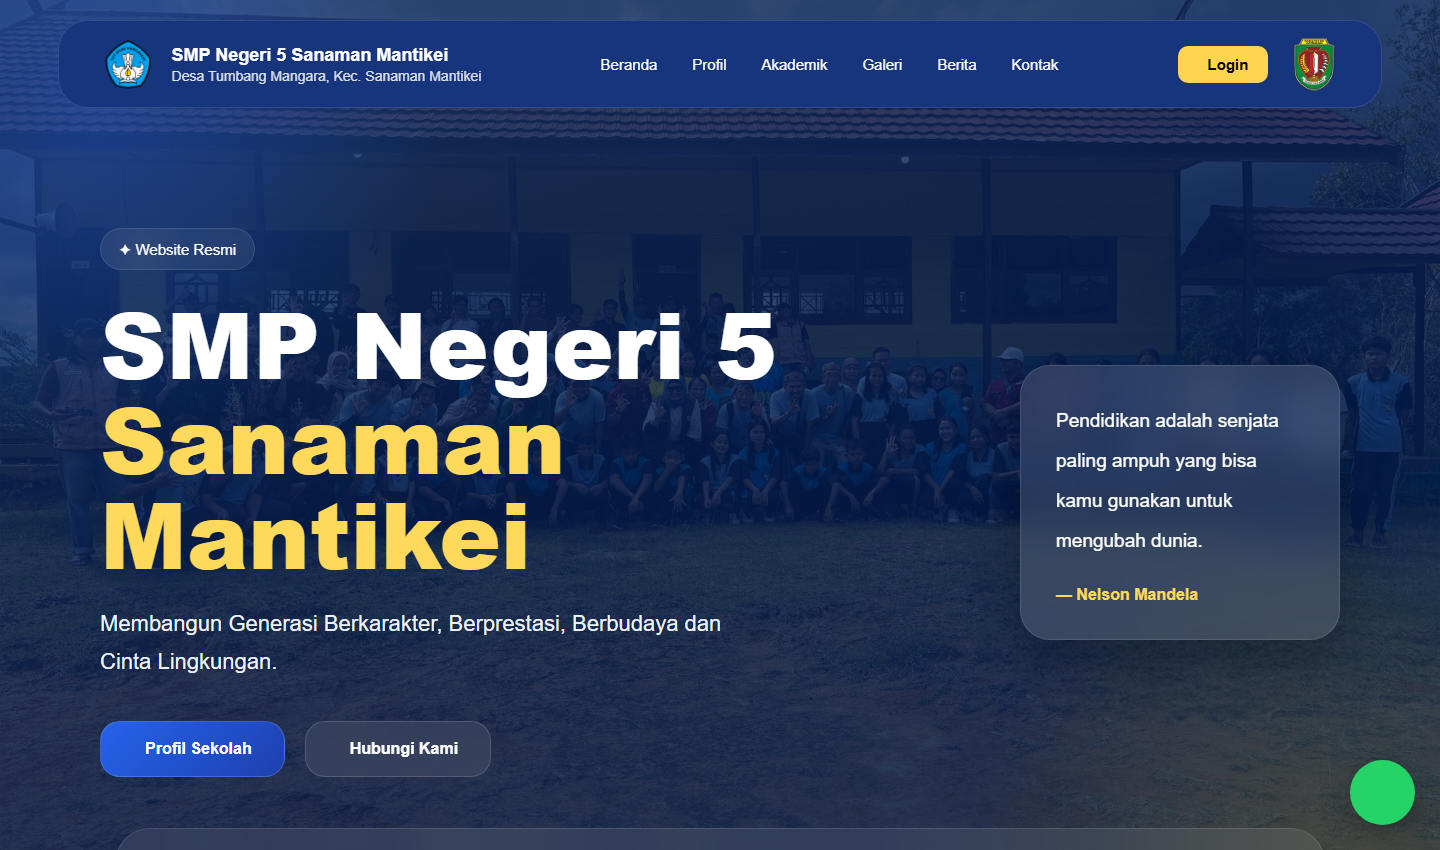 SMP Negeri 5 Sanaman Mantikei
Desa Tumbang Mangara, Kec. Sanaman Mantikei
Beranda
Profil
Akademik
Galeri
Berita
Kontak
Login
✦ Website Resmi
SMP Negeri 5
Sanaman
Mantikei
Membangun Generasi Berkarakter, Berprestasi, Berbudaya dan
Cinta Lingkungan.
Profil Sekolah
Hubungi Kami
Pendidikan adalah senjata
paling ampuh yang bisa
kamu gunakan untuk
mengubah dunia.
— Nelson Mandela